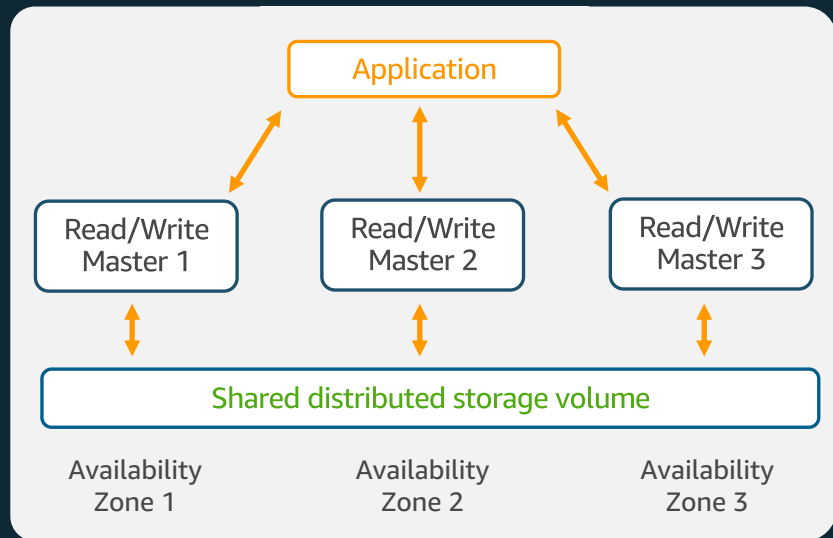 Application
Read/Write
Master 1
Read/Write
Master 2
Read/Write
Master 3
Shared distributed storage volume
Availability
Zone 1
Availability
Zone 2
Availability
Zone 3